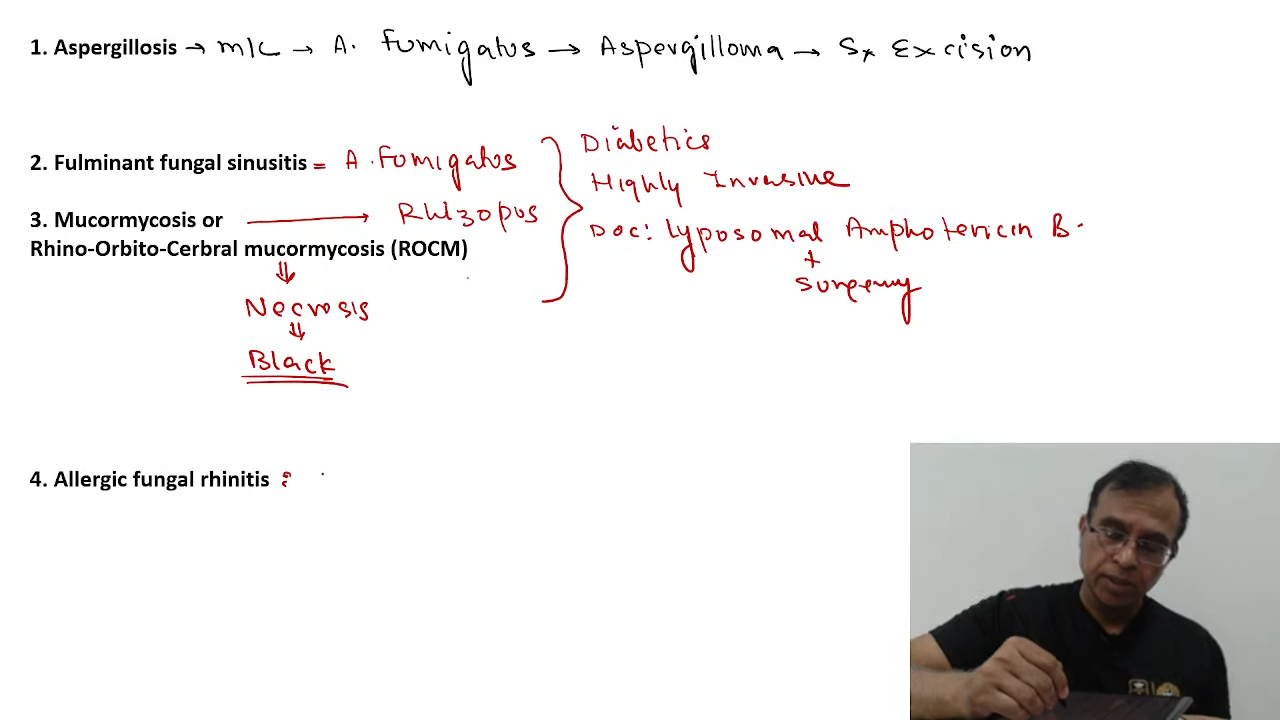 1. Aspergillosis → m/c → A. Fumigatus → Aspergilloma → Sx Excision
2. Fulminant fungal sinusitis = A. Fumigatus
3. Mucormycosis or → Rhizopus
Rhino-Orbito-Cerbral mucormycosis (ROCM)
⇓
Necrosis
⇓
Black
Diabetics
Highly Invasive
DOC: Lyposomal Amphotericin B.
+
Surgery
4. Allergic fungal rhinitis :